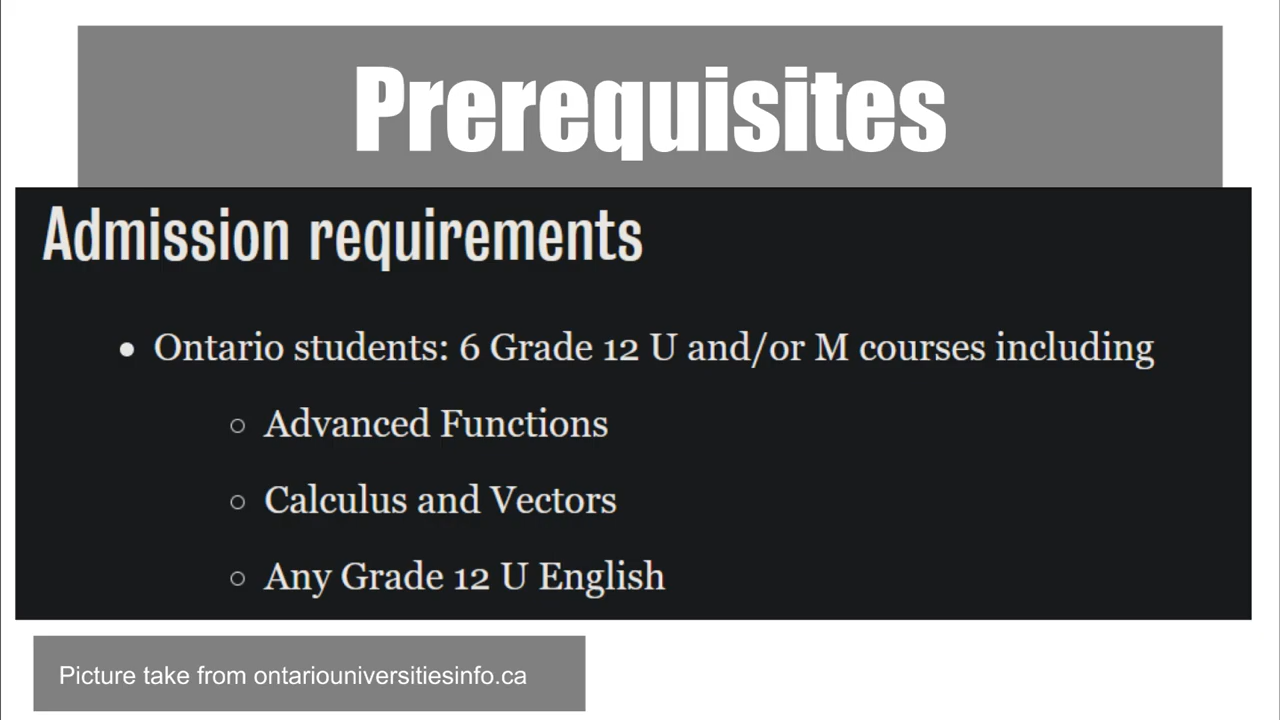 Prerequisites
Admission requirements
• Ontario students: 6 Grade 12 U and/or M courses including
○ Advanced Functions
○ Calculus and Vectors
○ Any Grade 12 U English
Picture take from ontariouniversitiesinfo.ca